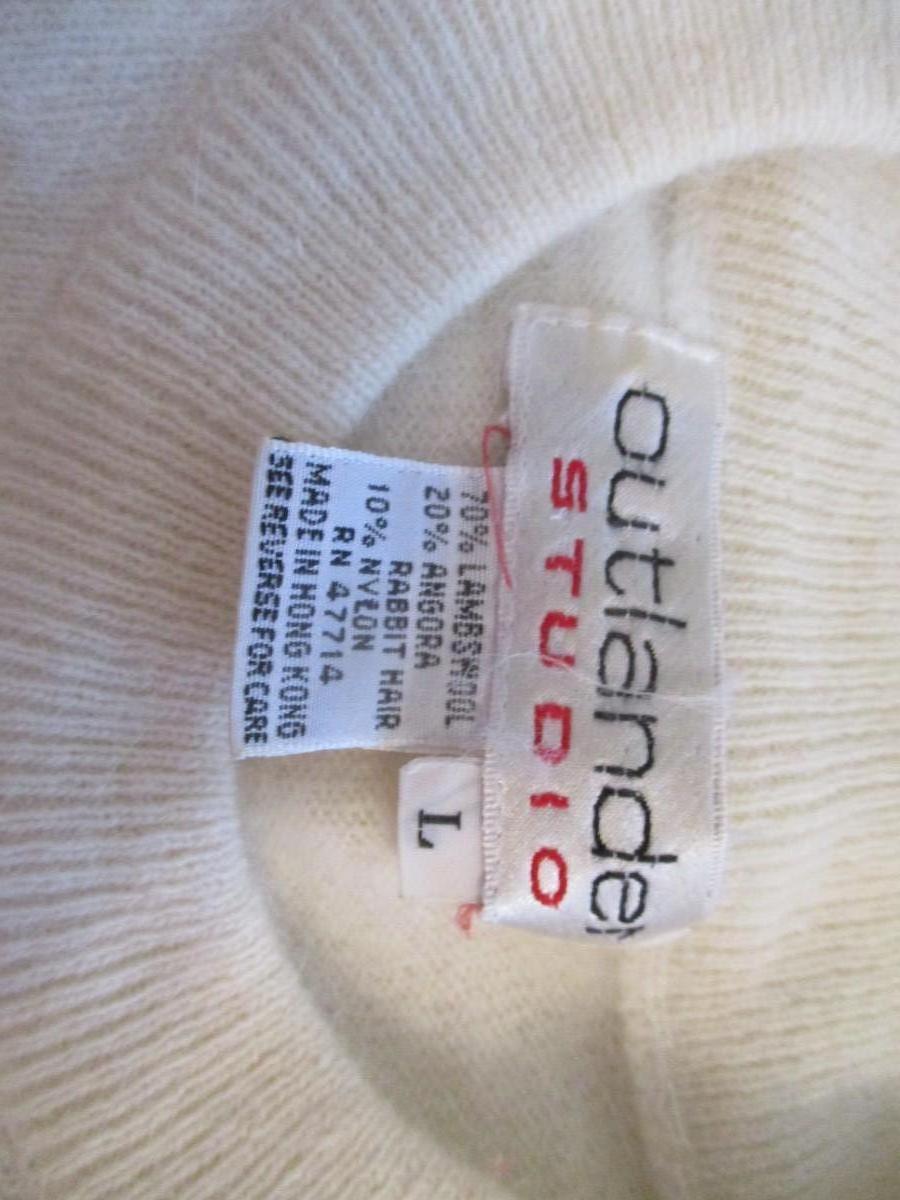 outlander
STUDIO
70% LAMBSWOOL
20% ANGORA
RABBIT HAIR
10% NYLON
RN 47714
MADE IN HONG KONG
SEE REVERSE FOR CARE
L